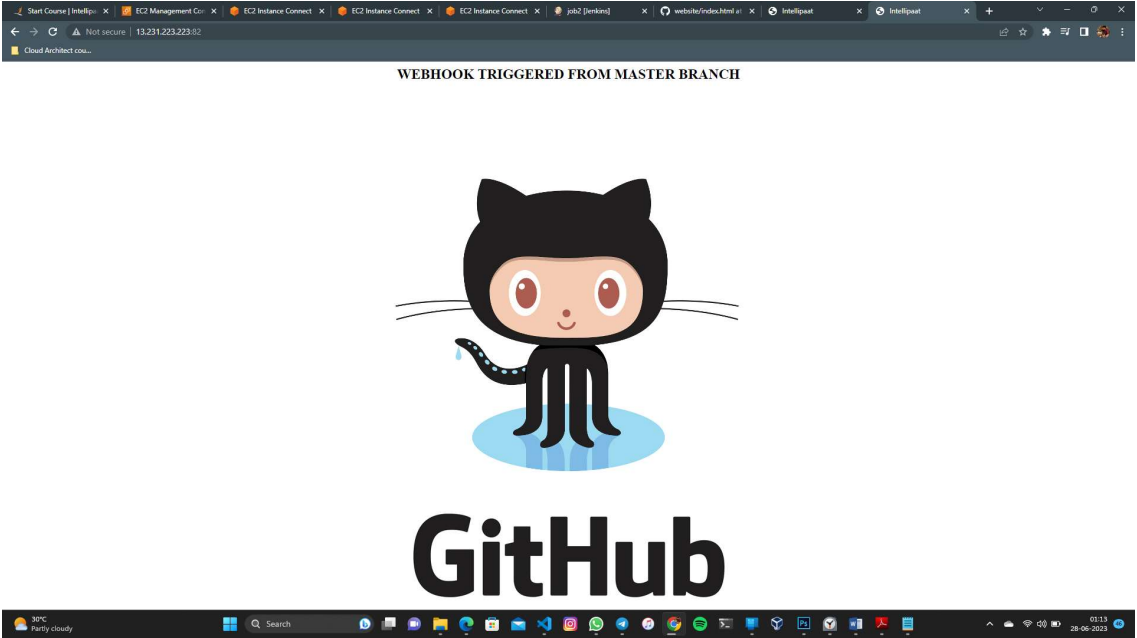 Start Course | Intellipa
EC2 Management Con
EC2 Instance Connect
EC2 Instance Connect
EC2 Instance Connect
job2 [Jenkins]
website/index.html at
Intellipaat
Intellipaat
Not secure | 13.231.223.223:82
Cloud Architect cou...
WEBHOOK TRIGGERED FROM MASTER BRANCH
GitHub
30°C
Partly cloudy
Search
Ps
01:13
28-06-2023